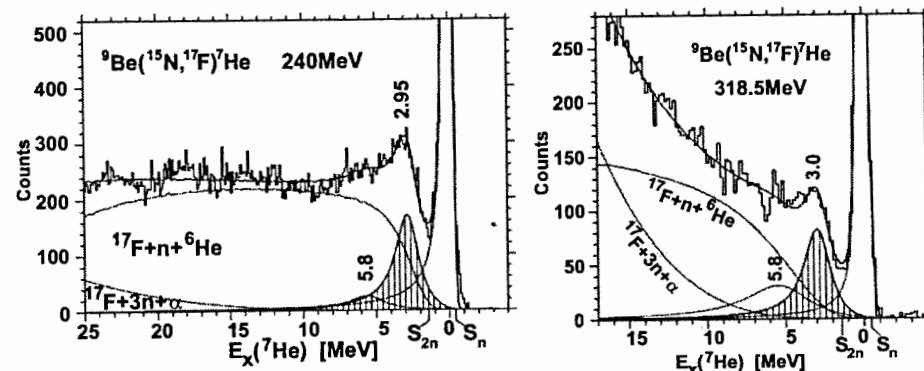 500
400
300
200
100
0
Counts
⁹Be(¹⁵N,¹⁷F)⁷He 240MeV
2.95
¹⁷F+n+⁶He
5.8
¹⁷F+3n+α
25 20 15 10 5 0
S₂ₙ Sₙ
Eₓ(⁷He) [MeV]
250
200
150
100
50
0
Counts
⁹Be(¹⁵N,¹⁷F)⁷He
318.5MeV
3.0
¹⁷F+n+⁶He
5.8
¹⁷F+3n+α
15 10 5 0
S₂ₙ Sₙ
Eₓ(⁷He) [MeV]